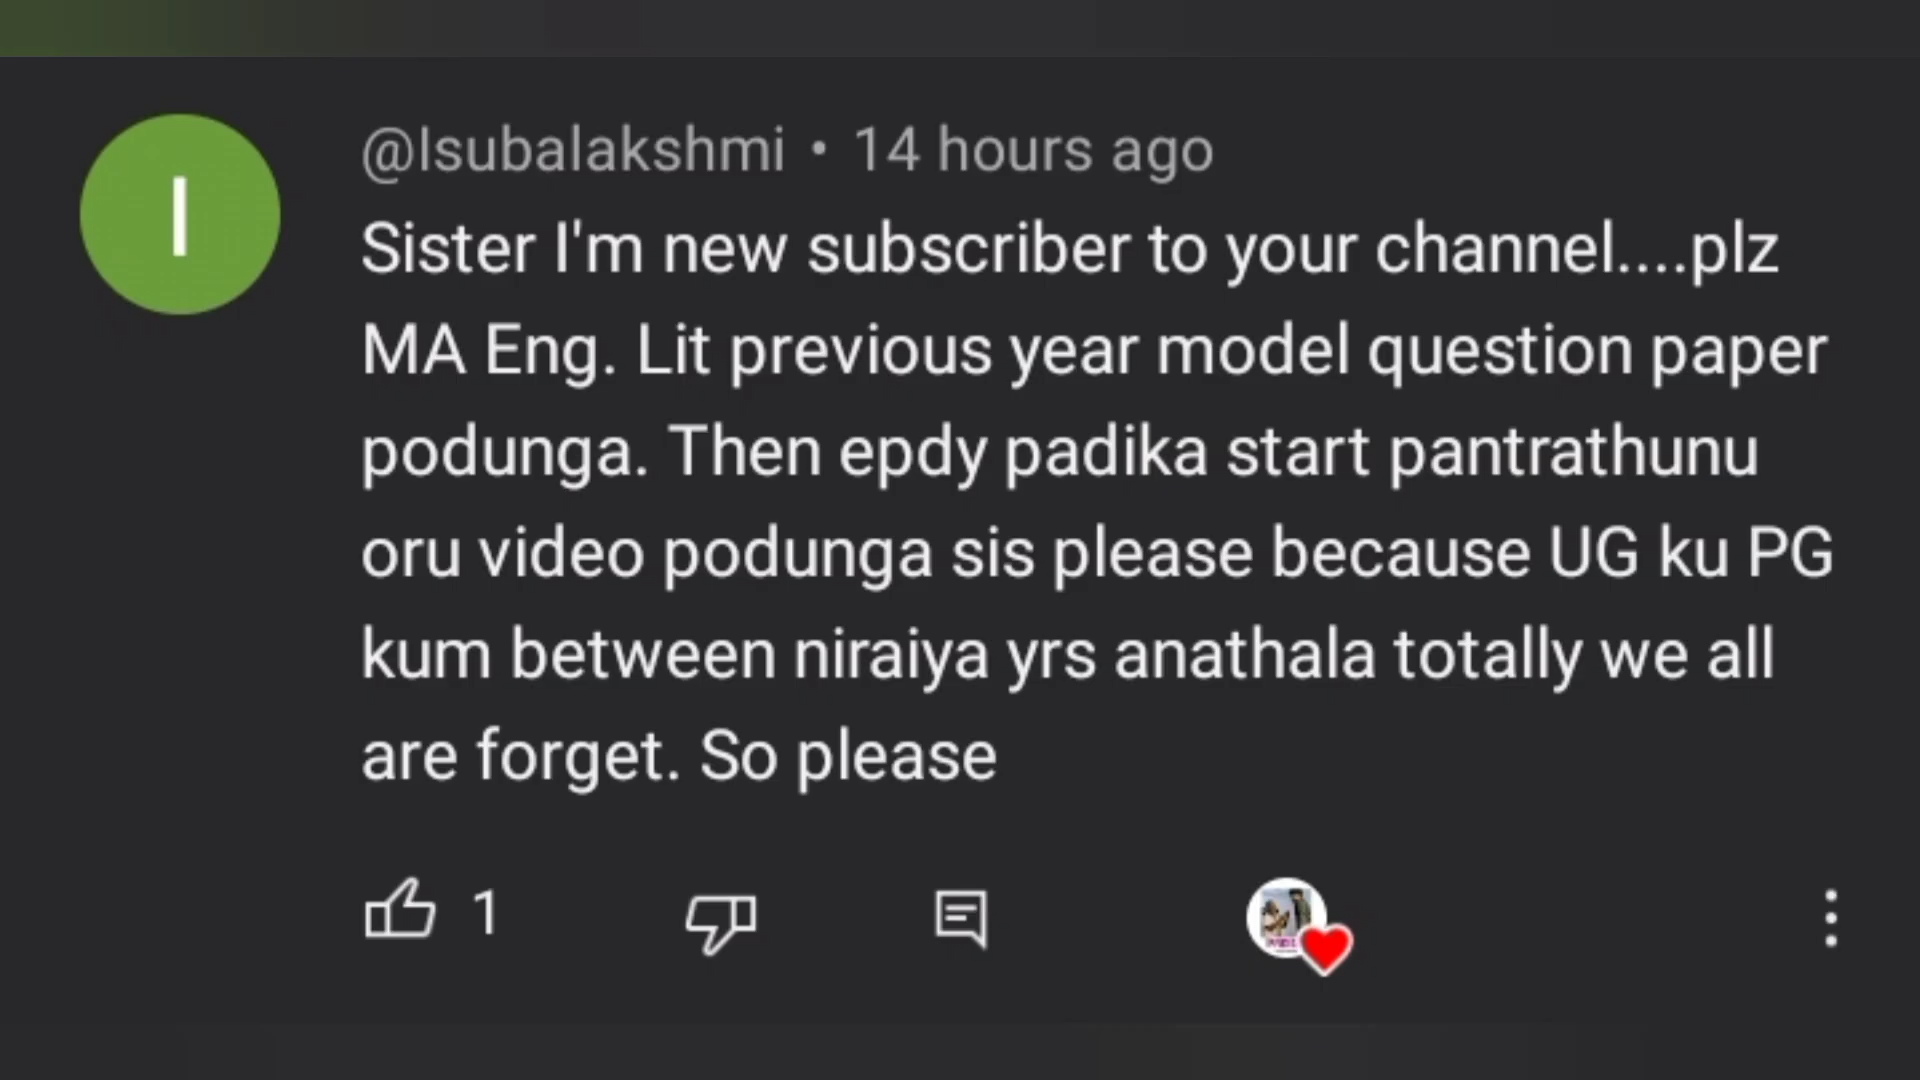 I
@Isubalakshmi • 14 hours ago
Sister I'm new subscriber to your channel....plz
MA Eng. Lit previous year model question paper
podunga. Then epdy padika start pantrathunu
oru video podunga sis please because UG ku PG
kum between niraiya yrs anathala totally we all
are forget. So please
1